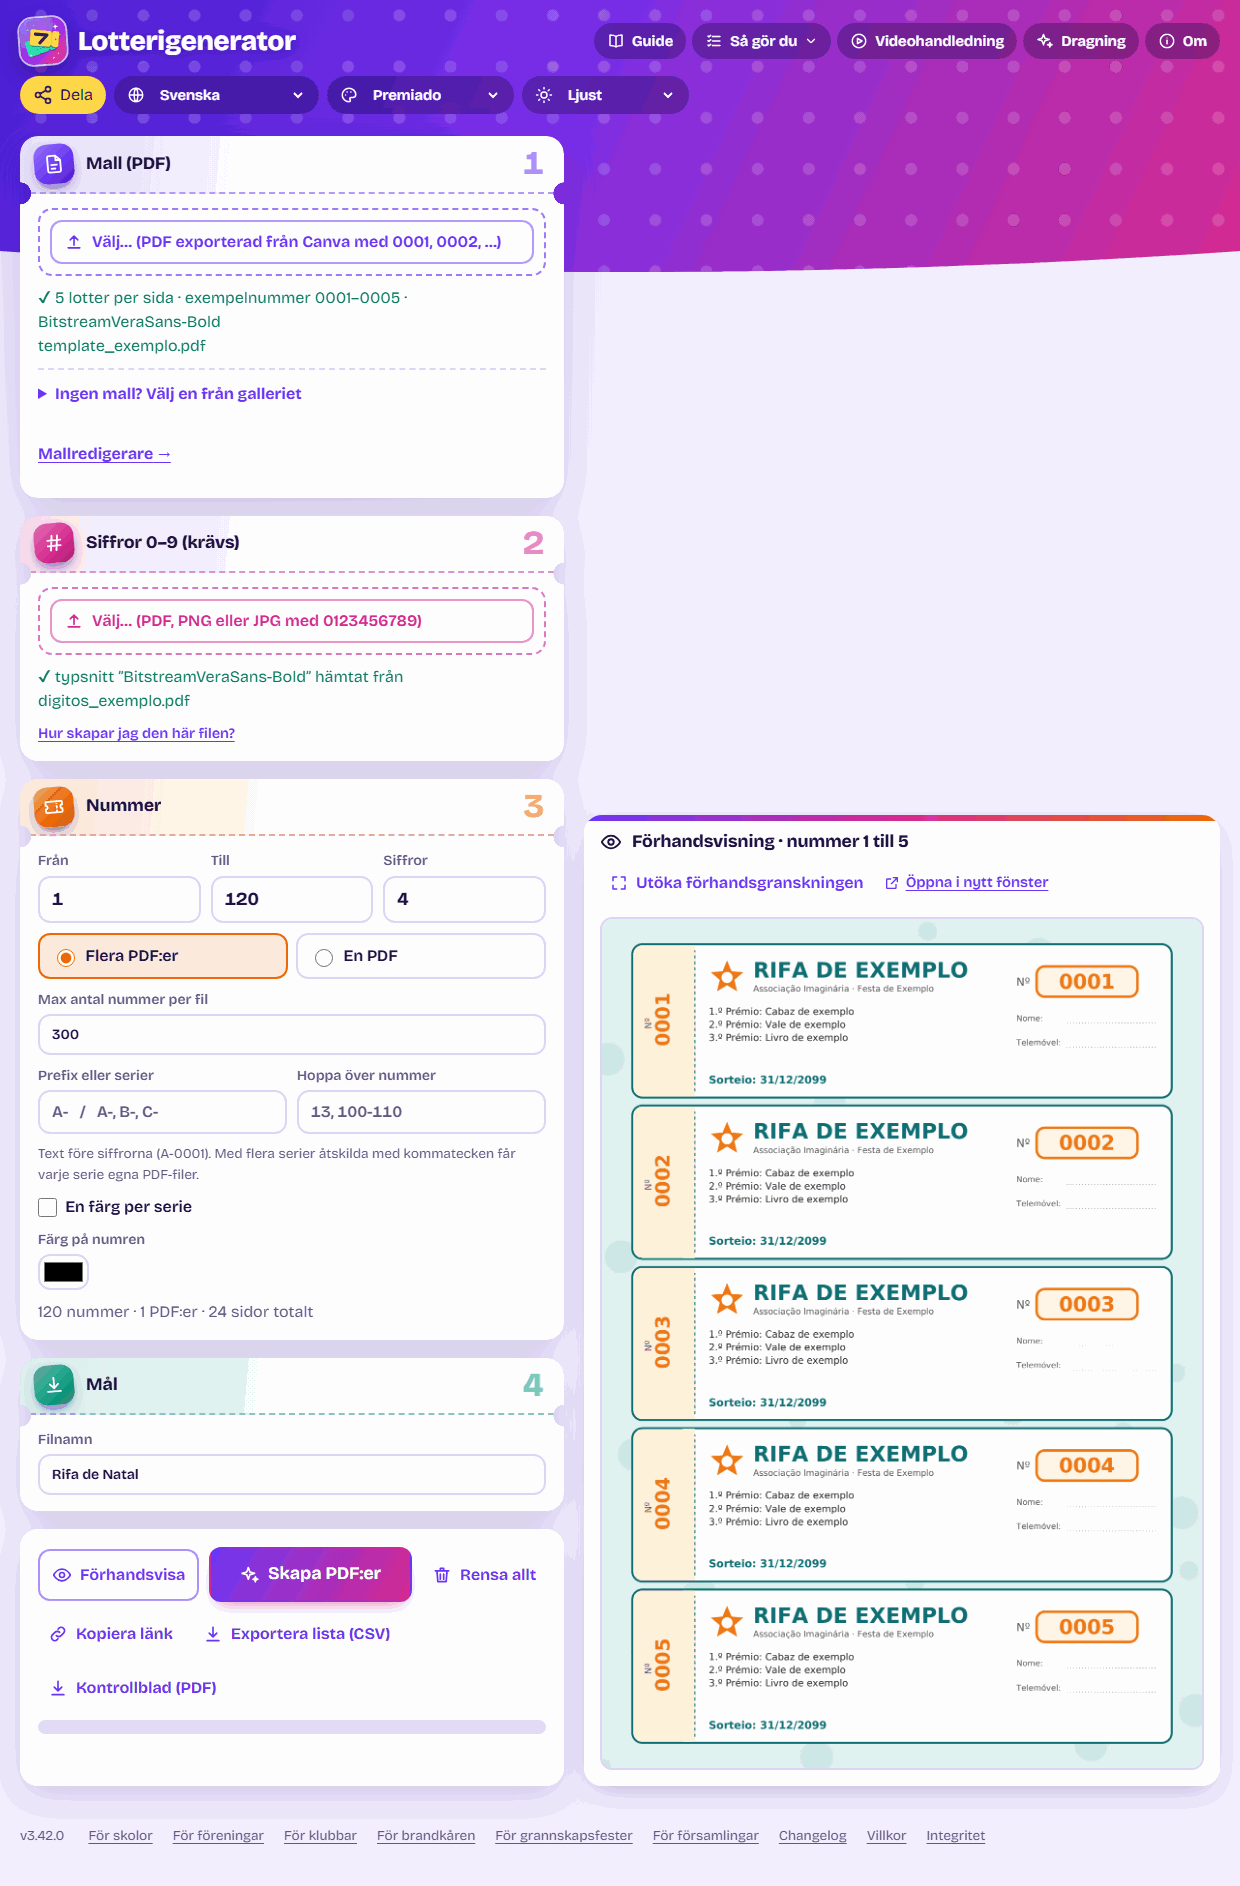 Lotterigenerator
Guide
Så gör du
Videohandledning
Dragning
Om
Dela
Svenska
Premiado
Ljust
Mall (PDF)
1
Välj... (PDF exporterad från Canva med 0001, 0002, ...)
✓ 5 lotter per sida · exempelnummer 0001–0005 ·
BitstreamVeraSans-Bold
template_exemplo.pdf
Ingen mall? Välj en från galleriet
Mallredigerare →
Siffror 0–9 (krävs)
2
Välj... (PDF, PNG eller JPG med 0123456789)
✓ typsnitt "BitstreamVeraSans-Bold" hämtat från
digitos_exemplo.pdf
Hur skapar jag den här filen?
Nummer
3
Från
Till
Siffror
1
120
4
Flera PDF:er
En PDF
Max antal nummer per fil
300
Prefix eller serier
Hoppa över nummer
A- / A-, B-, C-
13, 100-110
Text före siffrorna (A-0001). Med flera serier åtskilda med kommatecken får
varje serie egna PDF-filer.
En färg per serie
Färg på numren
120 nummer · 1 PDF:er · 24 sidor totalt
Mål
4
Filnamn
Rifa de Natal
Förhandsvisa
Skapa PDF:er
Rensa allt
Kopiera länk
Exportera lista (CSV)
Kontrollblad (PDF)
Förhandsvisning · nummer 1 till 5
Utöka förhandsgranskningen
Öppna i nytt fönster
Nº 0001
RIFA DE EXEMPLO
Associação Imaginária · Festa de Exemplo
1.º Prémio: Cabaz de exemplo
2.º Prémio: Vale de exemplo
3.º Prémio: Livro de exemplo
Sorteio: 31/12/2099
Nº 0001
Nome:
Telemóvel:
Nº 0002
RIFA DE EXEMPLO
Associação Imaginária · Festa de Exemplo
1.º Prémio: Cabaz de exemplo
2.º Prémio: Vale de exemplo
3.º Prémio: Livro de exemplo
Sorteio: 31/12/2099
Nº 0002
Nome:
Telemóvel:
Nº 0003
RIFA DE EXEMPLO
Associação Imaginária · Festa de Exemplo
1.º Prémio: Cabaz de exemplo
2.º Prémio: Vale de exemplo
3.º Prémio: Livro de exemplo
Sorteio: 31/12/2099
Nº 0003
Nome:
Telemóvel:
Nº 0004
RIFA DE EXEMPLO
Associação Imaginária · Festa de Exemplo
1.º Prémio: Cabaz de exemplo
2.º Prémio: Vale de exemplo
3.º Prémio: Livro de exemplo
Sorteio: 31/12/2099
Nº 0004
Nome:
Telemóvel:
Nº 0005
RIFA DE EXEMPLO
Associação Imaginária · Festa de Exemplo
1.º Prémio: Cabaz de exemplo
2.º Prémio: Vale de exemplo
3.º Prémio: Livro de exemplo
Sorteio: 31/12/2099
Nº 0005
Nome:
Telemóvel:
v3.42.0
För skolor
För föreningar
För klubbar
För brandkåren
För grannskapsfester
För församlingar
Changelog
Villkor
Integritet